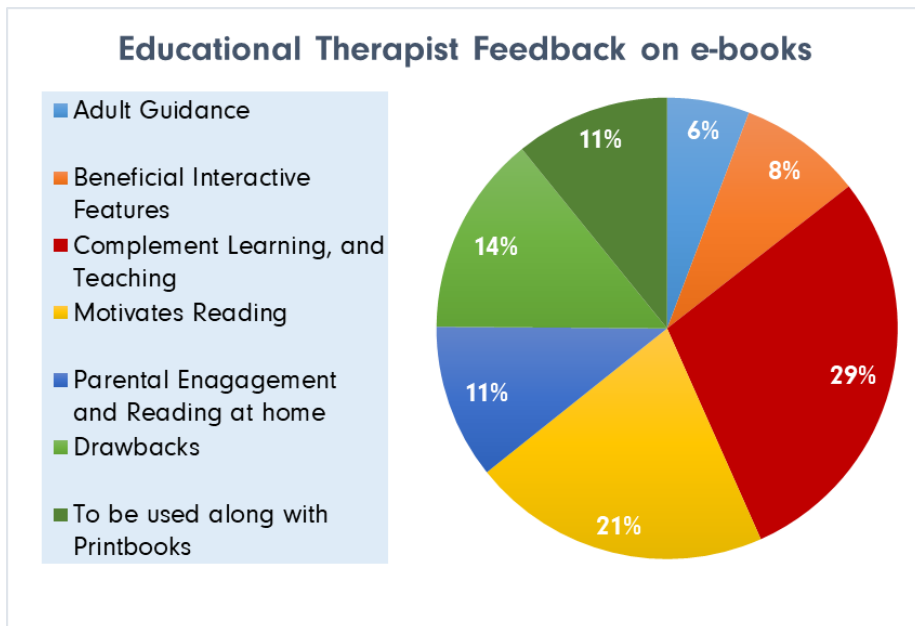 Educational Therapist Feedback on e-books
Adult Guidance
Beneficial Interactive
Features
Complement Learning, and
Teaching
Motivates Reading
Parental Enagagement
and Reading at home
Drawbacks
To be used along with
Printbooks
6%
8%
29%
21%
11%
14%
11%